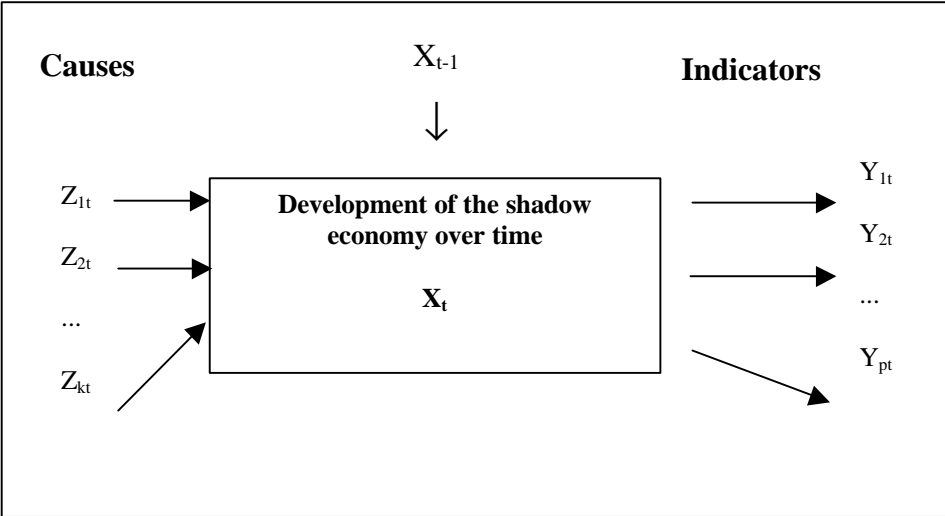 Causes
X_{t-1}
Indicators
Z_{1t}
Z_{2t}
...
Z_{kt}
Development of the shadow
economy over time
X_t
Y_{1t}
Y_{2t}
...
Y_{pt}